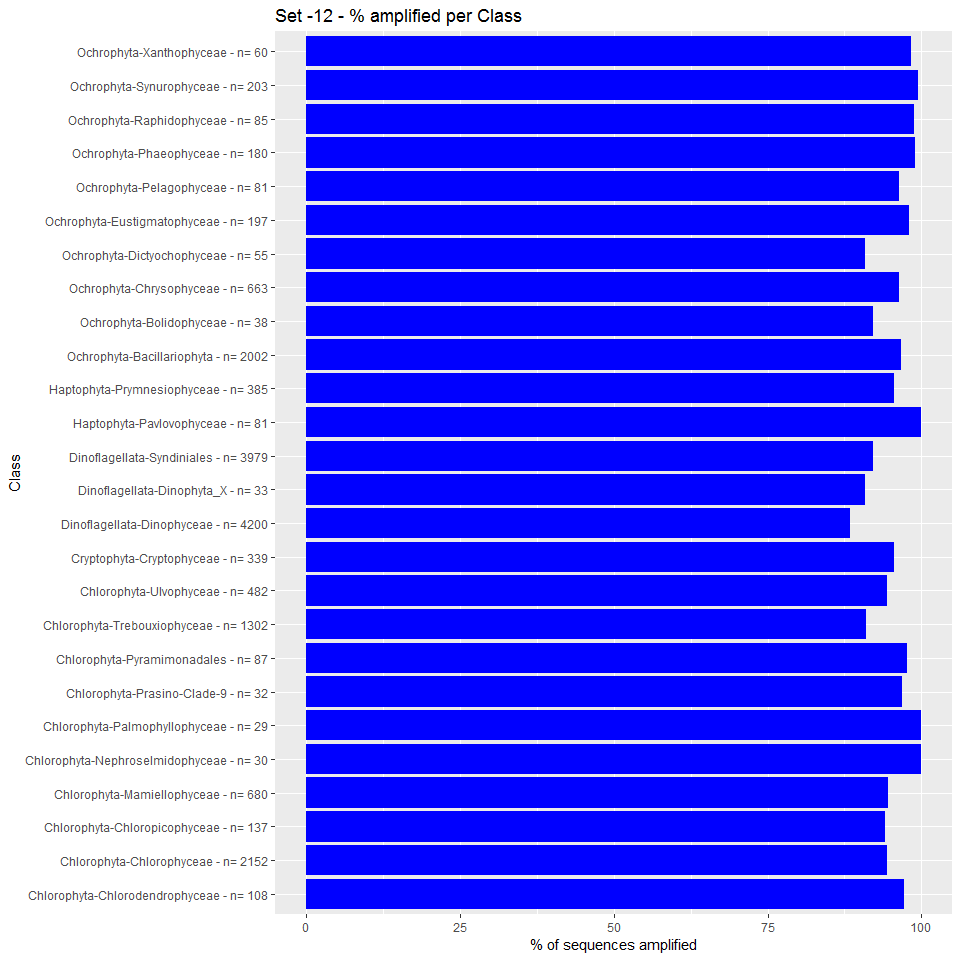 Set -12 - % amplified per Class
Class
Ochrophyta-Xanthophyceae - n= 60
Ochrophyta-Synurophyceae - n= 203
Ochrophyta-Raphidophyceae - n= 85
Ochrophyta-Phaeophyceae - n= 180
Ochrophyta-Pelagophyceae - n= 81
Ochrophyta-Eustigmatophyceae - n= 197
Ochrophyta-Dictyochophyceae - n= 55
Ochrophyta-Chrysophyceae - n= 663
Ochrophyta-Bolidophyceae - n= 38
Ochrophyta-Bacillariophyta - n= 2002
Haptophyta-Prymnesiophyceae - n= 385
Haptophyta-Pavlovophyceae - n= 81
Dinoflagellata-Syndiniales - n= 3979
Dinoflagellata-Dinophyta_X - n= 33
Dinoflagellata-Dinophyceae - n= 4200
Cryptophyta-Cryptophyceae - n= 339
Chlorophyta-Ulvophyceae - n= 482
Chlorophyta-Trebouxiophyceae - n= 1302
Chlorophyta-Pyramimonadales - n= 87
Chlorophyta-Prasino-Clade-9 - n= 32
Chlorophyta-Palmophyllophyceae - n= 29
Chlorophyta-Nephroselmidophyceae - n= 30
Chlorophyta-Mamiellophyceae - n= 680
Chlorophyta-Chloropicophyceae - n= 137
Chlorophyta-Chlorophyceae - n= 2152
Chlorophyta-Chlorodendrophyceae - n= 108
0 25 50 75 100
% of sequences amplified